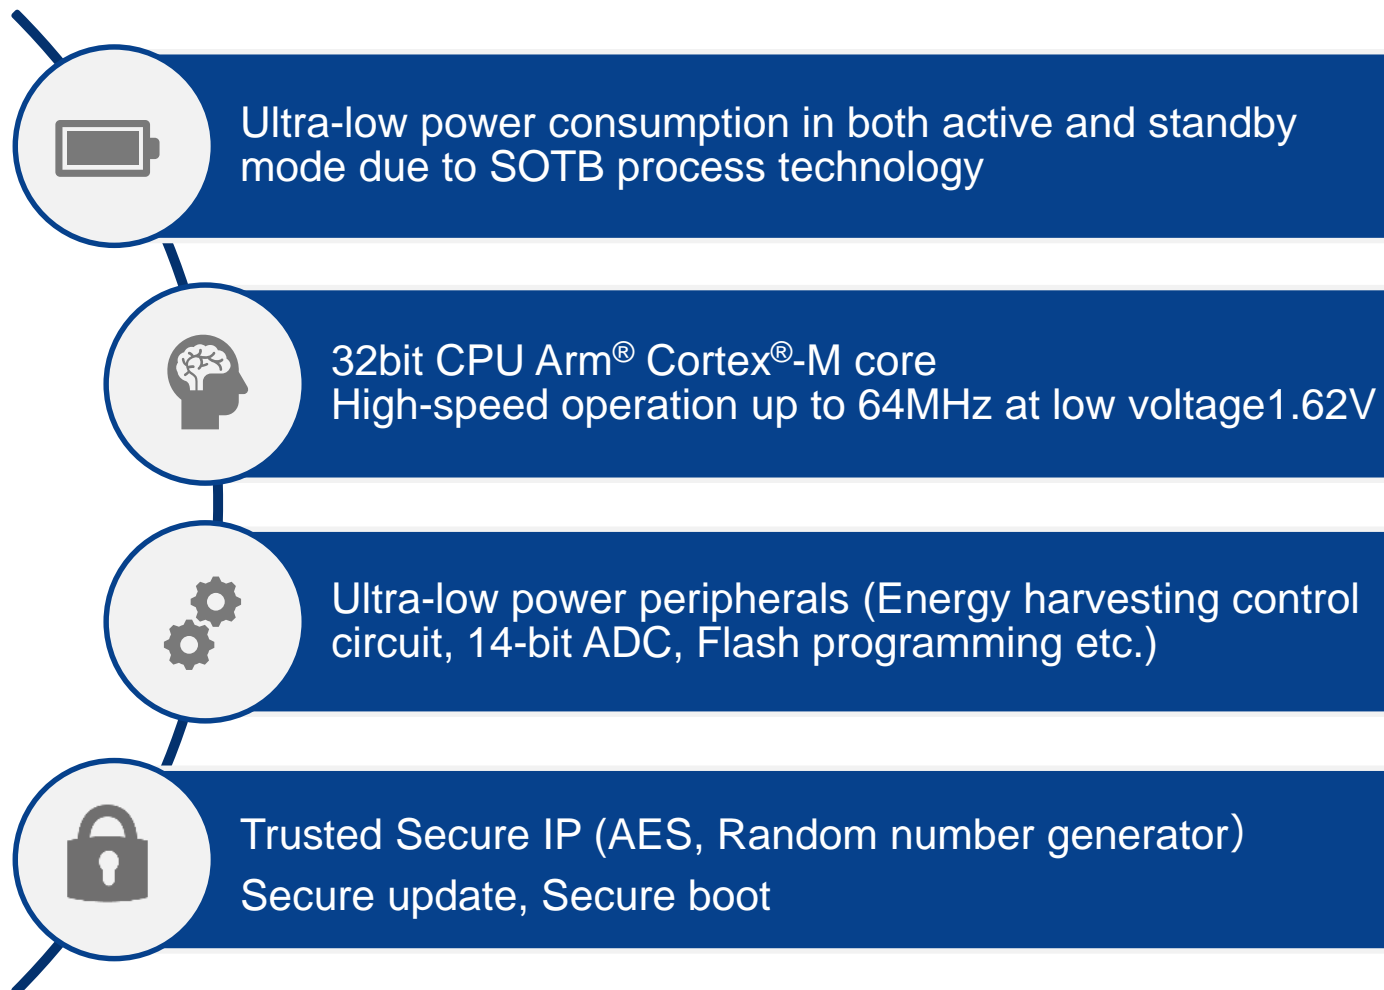 Ultra-low power consumption in both active and standby
mode due to SOTB process technology
32bit CPU Arm® Cortex®-M core
High-speed operation up to 64MHz at low voltage1.62V
Ultra-low power peripherals (Energy harvesting control
circuit, 14-bit ADC, Flash programming etc.)
Trusted Secure IP (AES, Random number generator）
Secure update, Secure boot